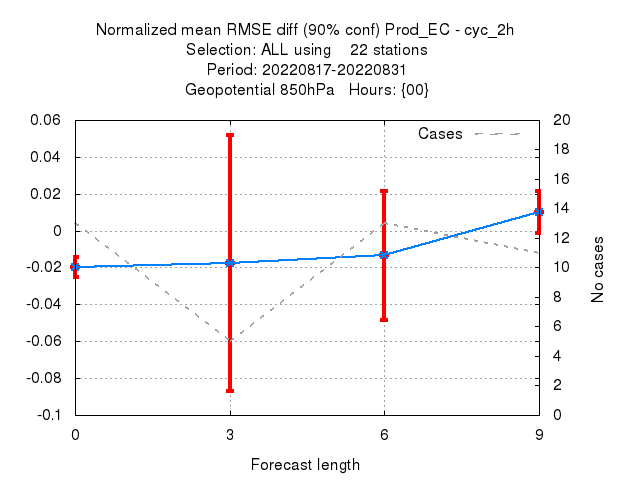 Normalized mean RMSE diff (90% conf) Prod_EC - cyc_2h
Selection: ALL using    22 stations
Period: 20220817-20220831
Geopotential 850hPa   Hours: {00}
Cases
0.06
0.04
0.02
0
-0.02
-0.04
-0.06
-0.08
-0.1
20
18
16
14
12
10
8
6
4
2
0
No cases
0 3 6 9
Forecast length